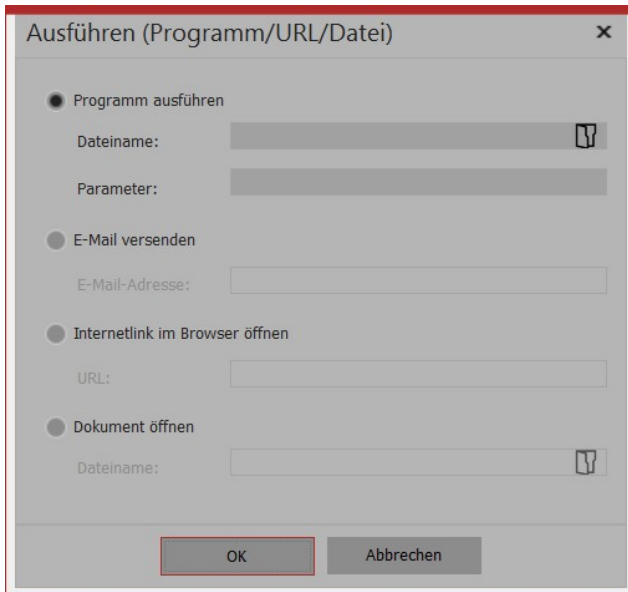 Ausführen (Programm/URL/Datei)
Programm ausführen
Dateiname:
Parameter:
E-Mail versenden
E-Mail-Adresse:
Internetlink im Browser öffnen
URL:
Dokument öffnen
Dateiname:
OK Abbrechen